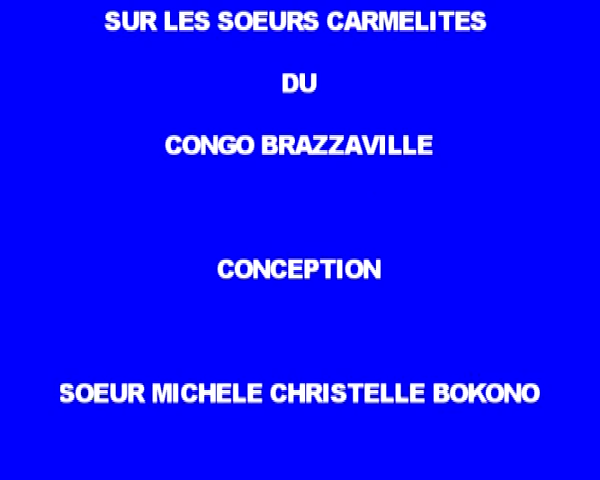 SUR LES SOEURS CARMELITES
DU
CONGO BRAZZAVILLE
CONCEPTION
SOEUR MICHELE CHRISTELLE BOKONO